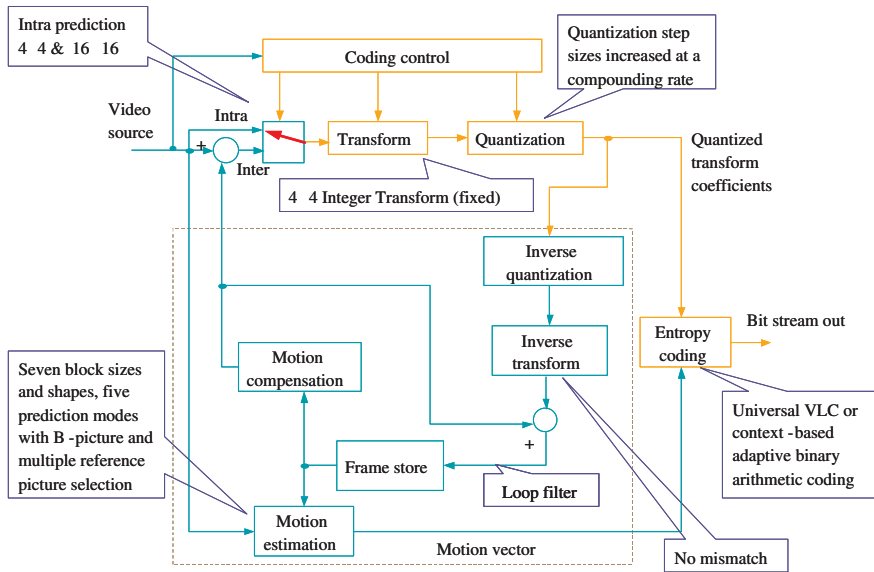 Intra prediction
4 4 & 16 16
Coding control
Quantization step
sizes increased at a
compounding rate
Video
source
Intra
+
Inter
Transform
Quantization
Quantized
transform
coefficients
4 4 Integer Transform (fixed)
Inverse
quantization
Inverse
transform
Entropy
coding
Bit stream out
Motion
compensation
Seven block sizes
and shapes, five
prediction modes
with B -picture and
multiple reference
picture selection
+
Frame store
Loop filter
Universal VLC or
context -based
adaptive binary
arithmetic coding
Motion
estimation
Motion vector
No mismatch